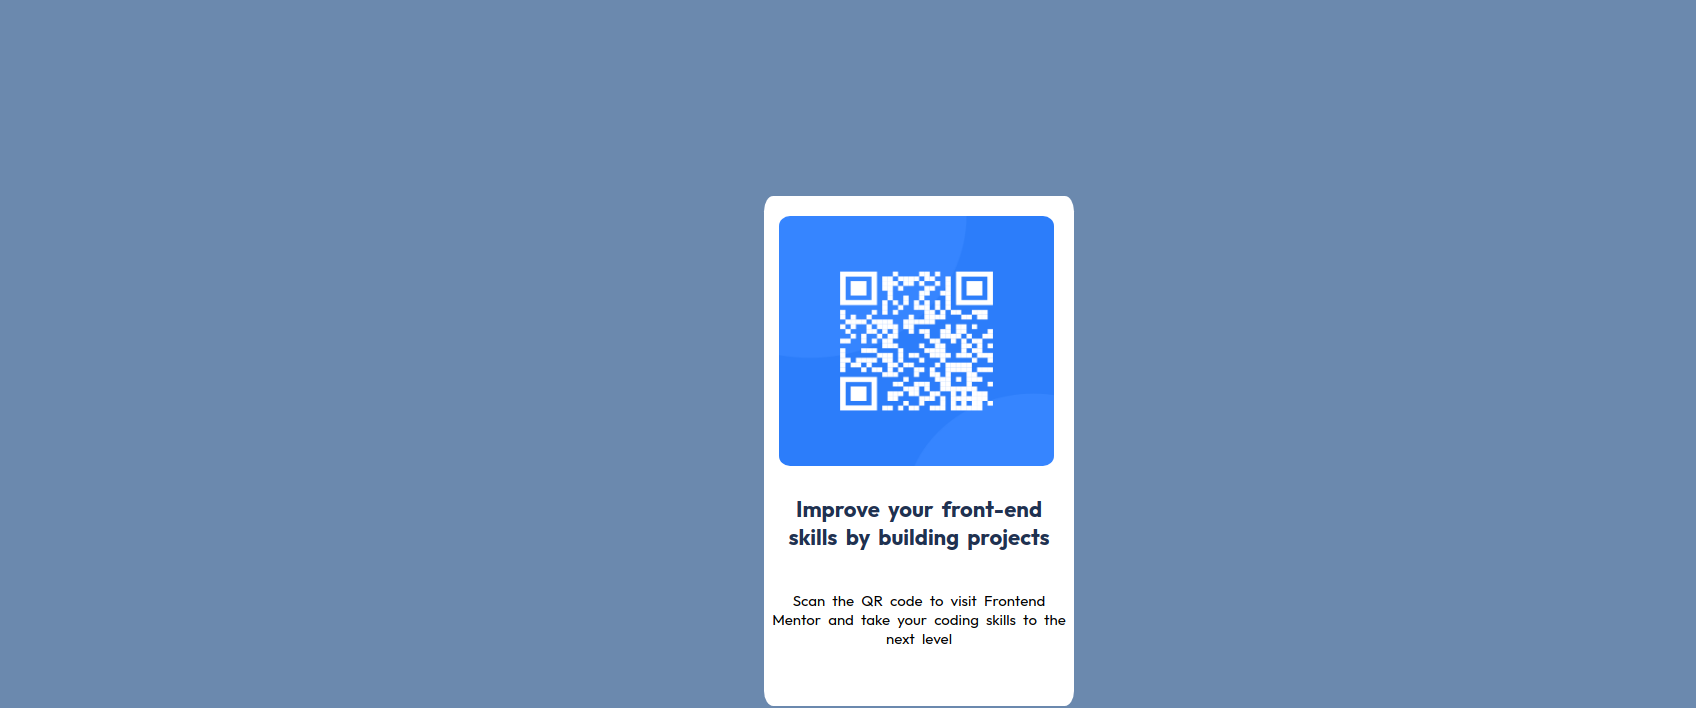 Improve your front-end
skills by building projects
Scan the QR code to visit Frontend
Mentor and take your coding skills to the
next level